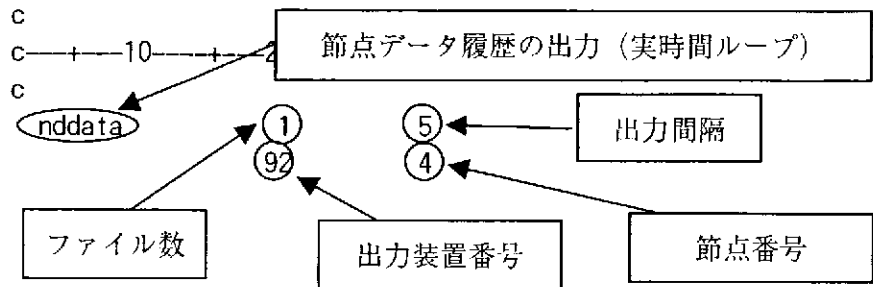 c
c——+——10——+——2
節点データ履歴の出力（実時間ループ）
c
nddata 1 5
出力間隔
92 4
ファイル数
出力装置番号
節点番号